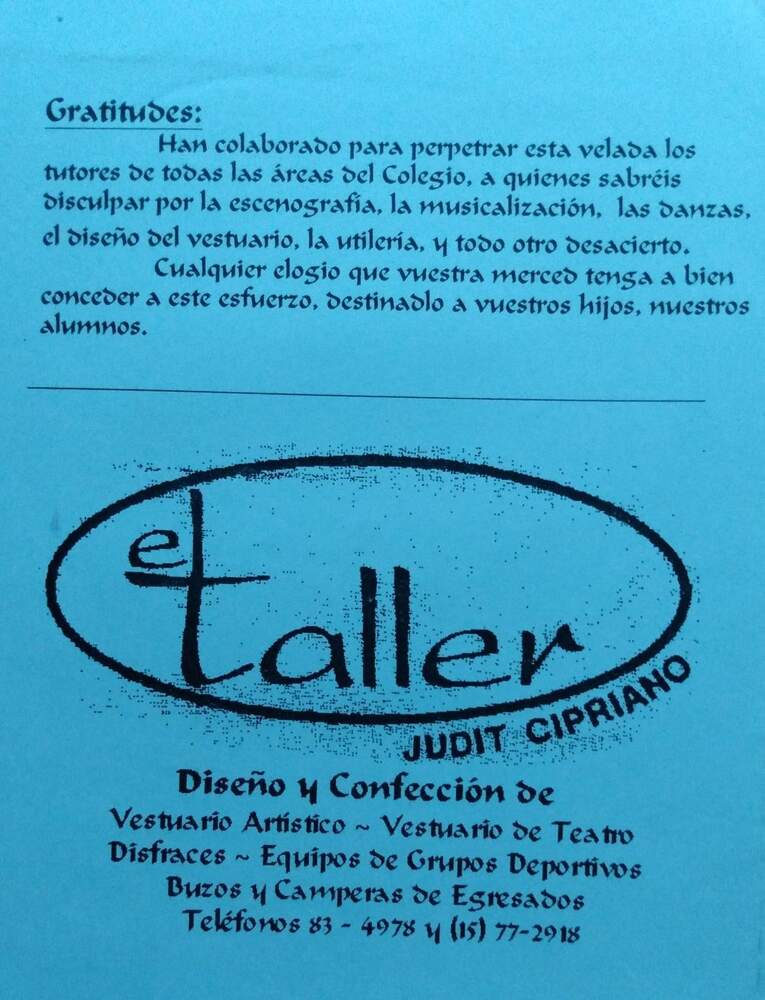 Gratitudes:
Han colaborado para perpetrar esta velada los
tutores de todas las áreas del Colegio, a quienes sabréis
disculpar por la escenografía, la musicalización, las danzas,
el diseño del vestuario, la utilería, y todo otro desacierto.
Cualquier elogio que vuestra merced tenga a bien
conceder a este esfuerzo, destinadlo a vuestros hijos, nuestros
alumnos.
el taller
JUDIT CIPRIANO
Diseño y Confección de
Vestuario Artístico ~ Vestuario de Teatro
Disfraces ~ Equipos de Grupos Deportivos
Buzos y Camperas de Egresados
Teléfonos 83 - 4978 y (15) 77-2918